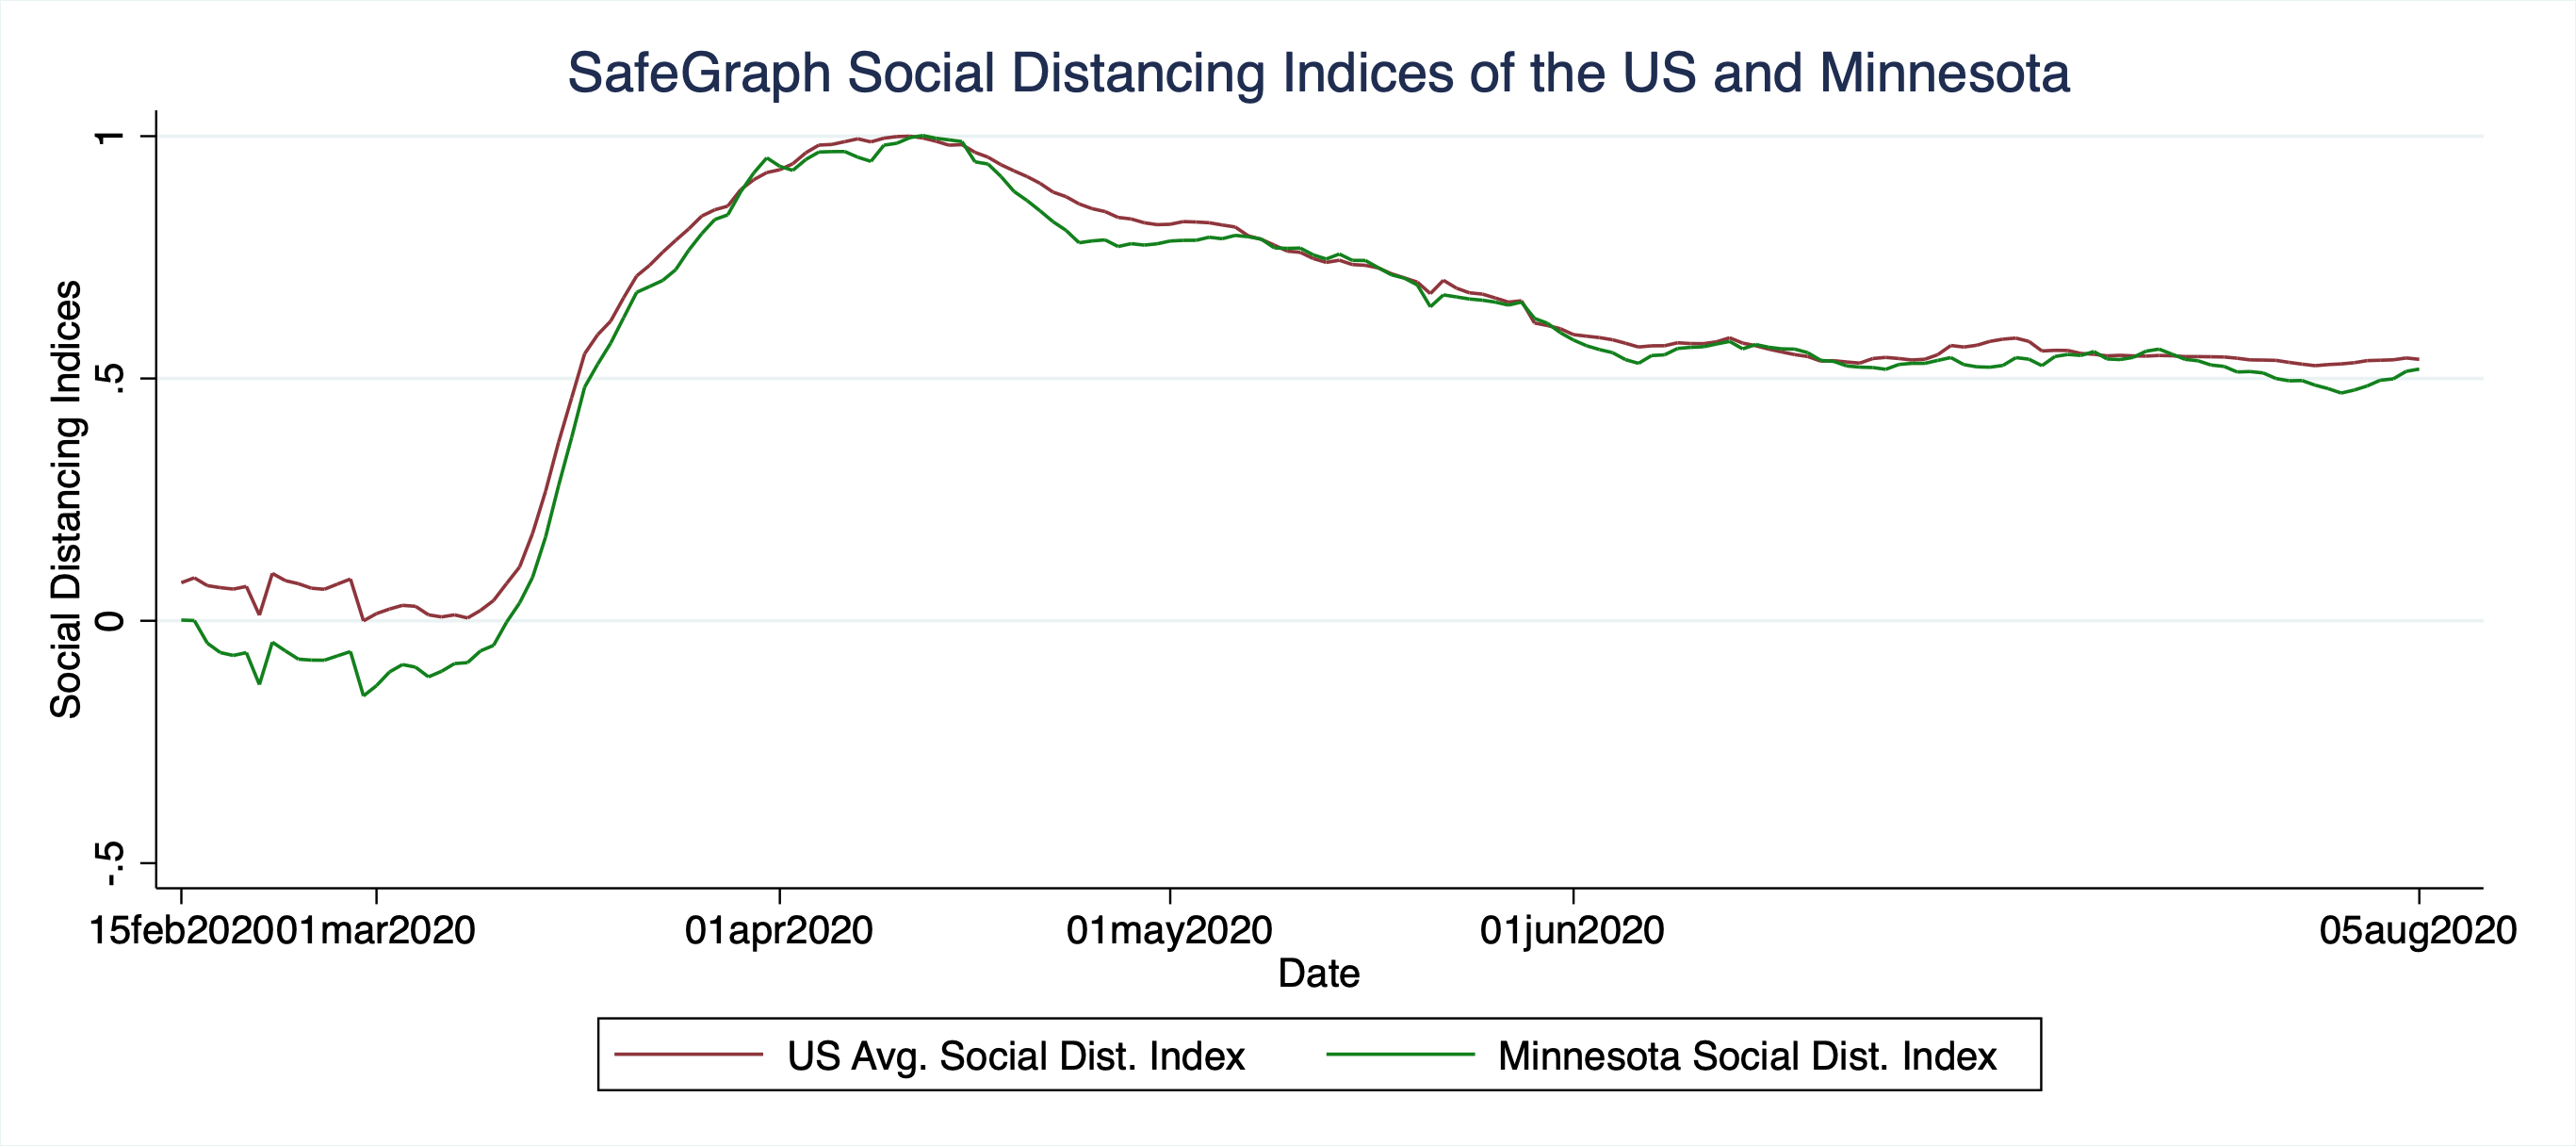 SafeGraph Social Distancing Indices of the US and Minnesota
Social Distancing Indices
1
.5
0
-.5
15feb2020
01mar2020
01apr2020
01may2020
01jun2020
05aug2020
Date
US Avg. Social Dist. Index
Minnesota Social Dist. Index